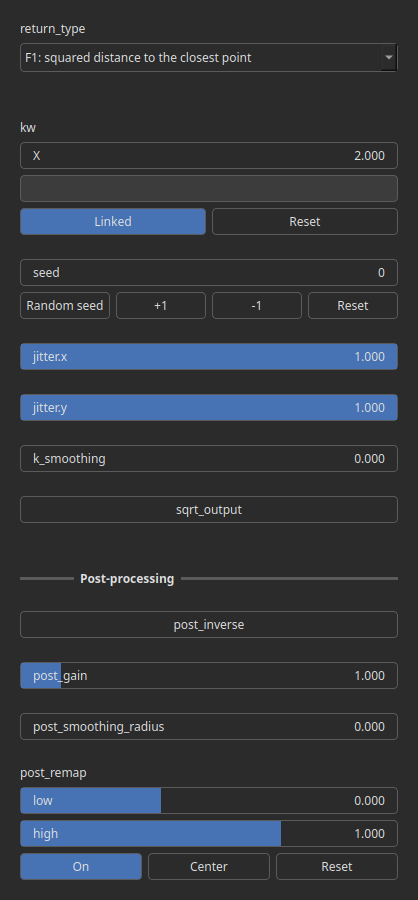 return_type
F1: squared distance to the closest point
kw
X 2.000
Linked Reset
seed 0
Random seed +1 -1 Reset
jitter.x 1.000
jitter.y 1.000
k_smoothing 0.000
sqrt_output
Post-processing
post_inverse
post_gain 1.000
post_smoothing_radius 0.000
post_remap
low 0.000
high 1.000
On Center Reset